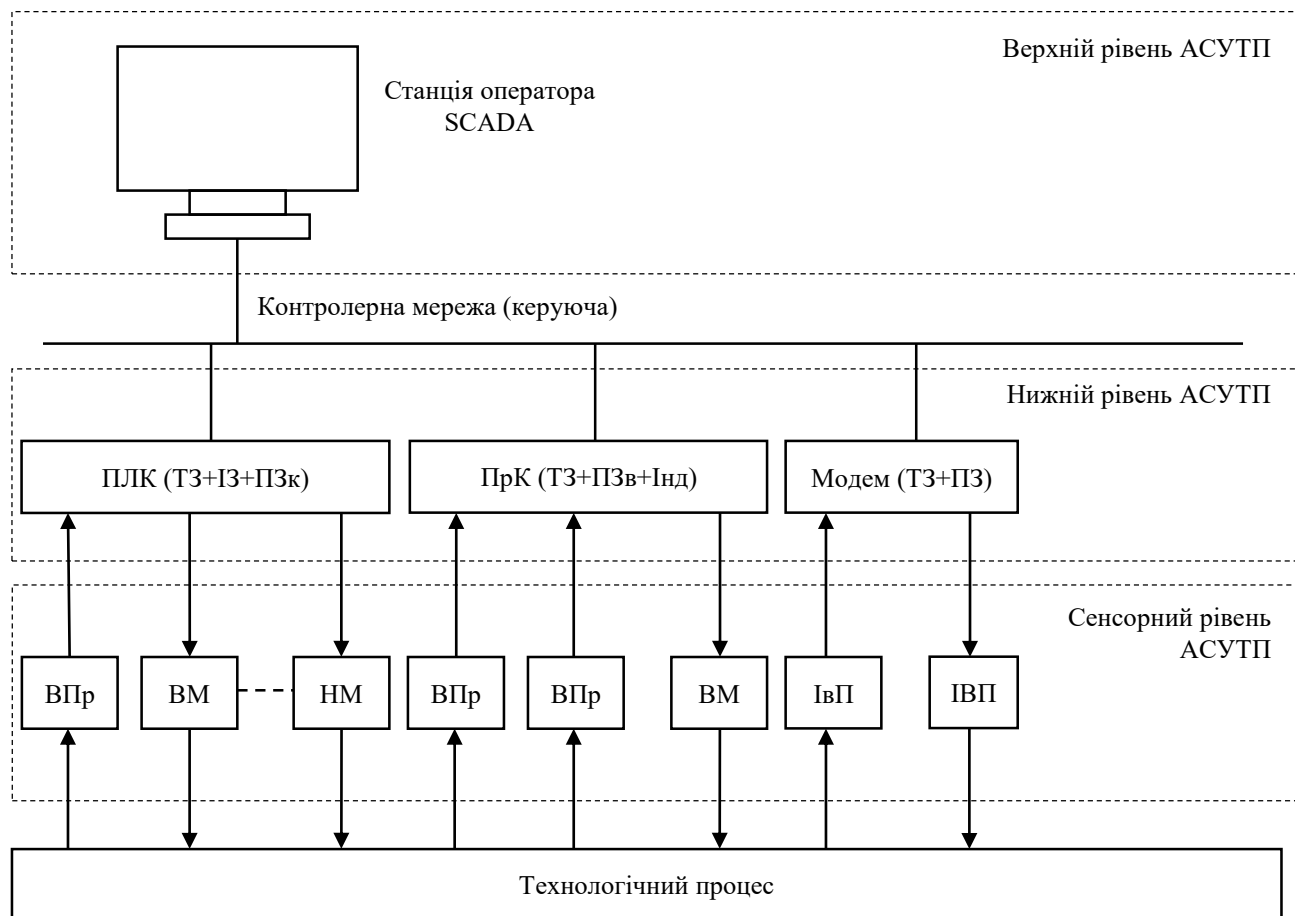 Верхній рівень АСУТП
Станція оператора
SCADA
Контролерна мережа (керуюча)
Нижній рівень АСУТП
ПЛК (ТЗ+ІЗ+ПЗк)
ПрК (ТЗ+ПЗв+Інд)
Модем (ТЗ+ПЗ)
Сенсорний рівень
АСУТП
ВПр
ВМ
НМ
ВПр
ВПр
ВМ
ІвП
ІВП
Технологічний процес